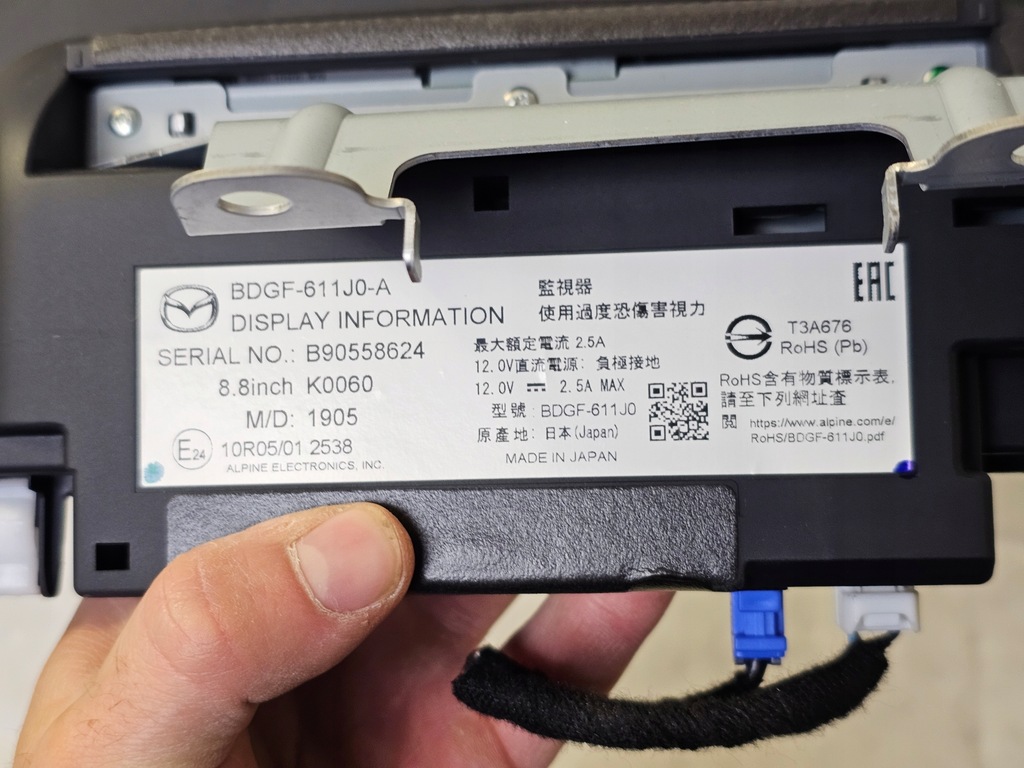 BDGF-611J0-A
DISPLAY INFORMATION
SERIAL NO.: B90558624
8.8inch K0060
M/D: 1905
E24 10R05/01 2538
ALPINE ELECTRONICS, INC.
監視器
使用過度恐傷害視力
最大額定電流 2.5A
12.0V直流電源: 負極接地
12.0V ⎓ 2.5A MAX
型號: BDGF-611J0
原產地: 日本(Japan)
MADE IN JAPAN
EAC
T3A676
RoHS (Pb)
RoHS含有物質標示表,
請至下列網址查
閱 https://www.alpine.com/e/
RoHS/BDGF-611J0.pdf